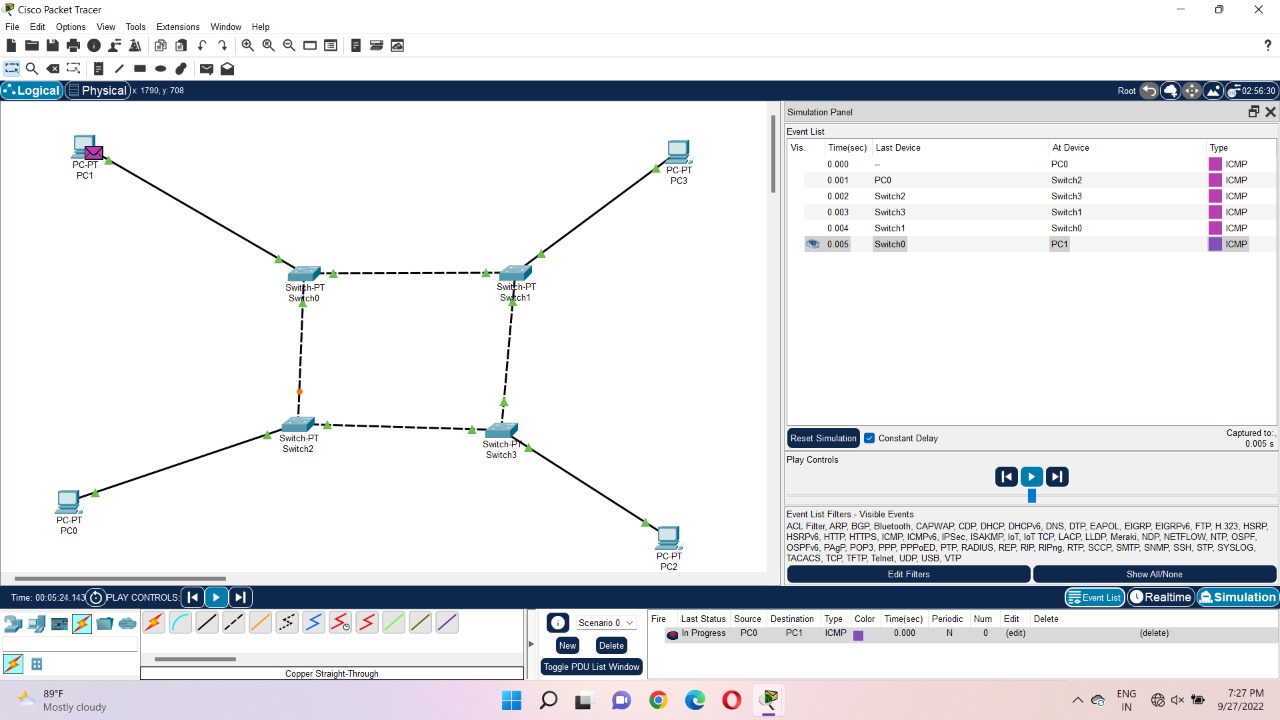 Cisco Packet Tracer
File Edit Options View Tools Extensions Window Help
?
Logical Physical x: 1790, y: 708 Root 02:56:30
PC-PT
PC1
PC-PT
PC3
Switch-PT
Switch0
Switch-PT
Switch1
Switch-PT
Switch2
Switch-PT
Switch3
PC-PT
PC0
PC-PT
PC2
Simulation Panel
Event List
Vis. Time(sec) Last Device At Device Type
0.000 -- PC0 ICMP
0.001 PC0 Switch2 ICMP
0.002 Switch2 Switch3 ICMP
0.003 Switch3 Switch1 ICMP
0.004 Switch1 Switch0 ICMP
0.005 Switch0 PC1 ICMP
Reset Simulation Constant Delay Captured to:
0.005 s
Play Controls
Event List Filters - Visible Events
ACL Filter, ARP, BGP, Bluetooth, CAPWAP, CDP, DHCP, DHCPv6, DNS, DTP, EAPOL, EIGRP, EIGRPv6, FTP, H.323, HSRP,
HSRPv6, HTTP, HTTPS, ICMP, ICMPv6, IPSec, ISAKMP, IoT, IoT TCP, LACP, LLDP, Meraki, NDP, NETFLOW, NTP, OSPF,
OSPFv6, PAgP, POP3, PPP, PPPoED, PTP, RADIUS, REP, RIP, RIPng, RTP, SCCP, SMTP, SNMP, SSH, STP, SYSLOG,
TACACS, TCP, TFTP, Telnet, UDP, USB, VTP
Edit Filters Show All/None
Time: 00:05:24.143 PLAY CONTROLS: Event List Realtime Simulation
Copper Straight-Through
Scenario 0
New Delete
Toggle PDU List Window
Fire Last Status Source Destination Type Color Time(sec) Periodic Num Edit Delete
In Progress PC0 PC1 ICMP 0.000 N 0 (edit) (delete)
89°F
Mostly cloudy
ENG
IN
7:27 PM
9/27/2022